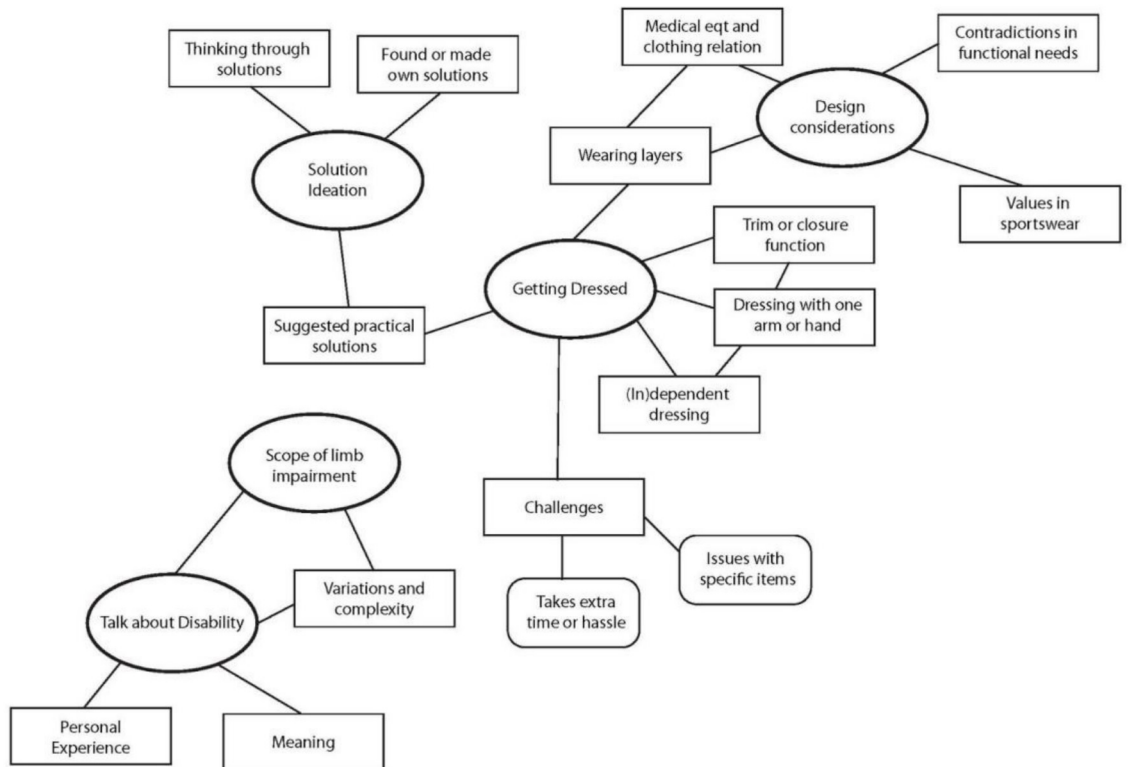 Medical eqt and
clothing relation
Contradictions in
functional needs
Thinking through
solutions
Found or made
own solutions
Design
considerations
Wearing layers
Solution
Ideation
Values in
sportswear
Trim or closure
function
Getting Dressed
Dressing with one
arm or hand
Suggested practical
solutions
(In)dependent
dressing
Scope of limb
impairment
Challenges
Issues with
specific items
Variations and
complexity
Takes extra
time or hassle
Talk about Disability
Personal
Experience
Meaning